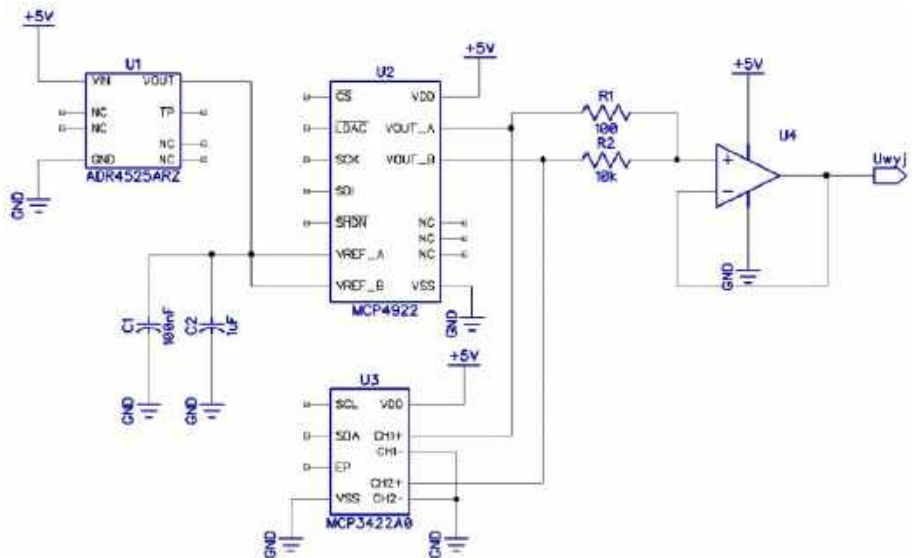 +5V
U1
VIN
VOUT
NC
TP
NC
NC
GND
NC
ADR4525ARZ
GND
U2
+5V
CS
VDD
LDAC
VOUT_A
SCK
VOUT_B
SDI
SHDN
NC
NC
NC
VREF_A
VREF_B
VSS
MCP4922
GND
R1
100
R2
10k
+5V
U4
+
-
Uwyj
GND
C1
100nF
C2
1uF
GND
GND
U3
+5V
SCL
VDD
SDA
CH1+
CH1-
EP
CH2+
VSS
CH2-
MCP3422A0
GND
GND